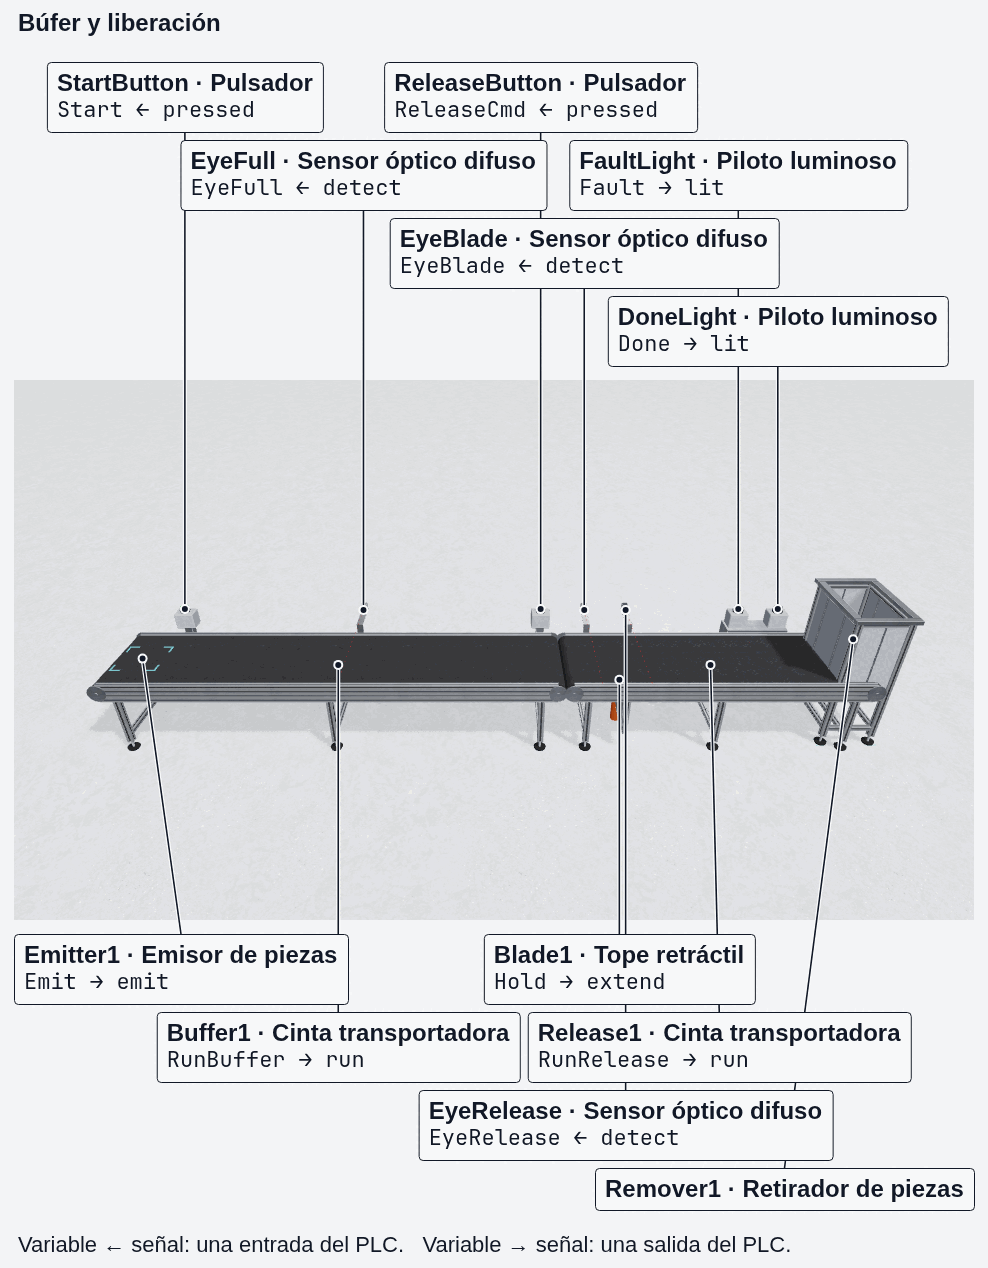 Búfer y liberación
StartButton · Pulsador
Start ← pressed
ReleaseButton · Pulsador
ReleaseCmd ← pressed
EyeFull · Sensor óptico difuso
EyeFull ← detect
FaultLight · Piloto luminoso
Fault → lit
EyeBlade · Sensor óptico difuso
EyeBlade ← detect
DoneLight · Piloto luminoso
Done → lit
Emitter1 · Emisor de piezas
Emit → emit
Blade1 · Tope retráctil
Hold → extend
Buffer1 · Cinta transportadora
RunBuffer → run
Release1 · Cinta transportadora
RunRelease → run
EyeRelease · Sensor óptico difuso
EyeRelease ← detect
Remover1 · Retirador de piezas
Variable ← señal: una entrada del PLC. Variable → señal: una salida del PLC.